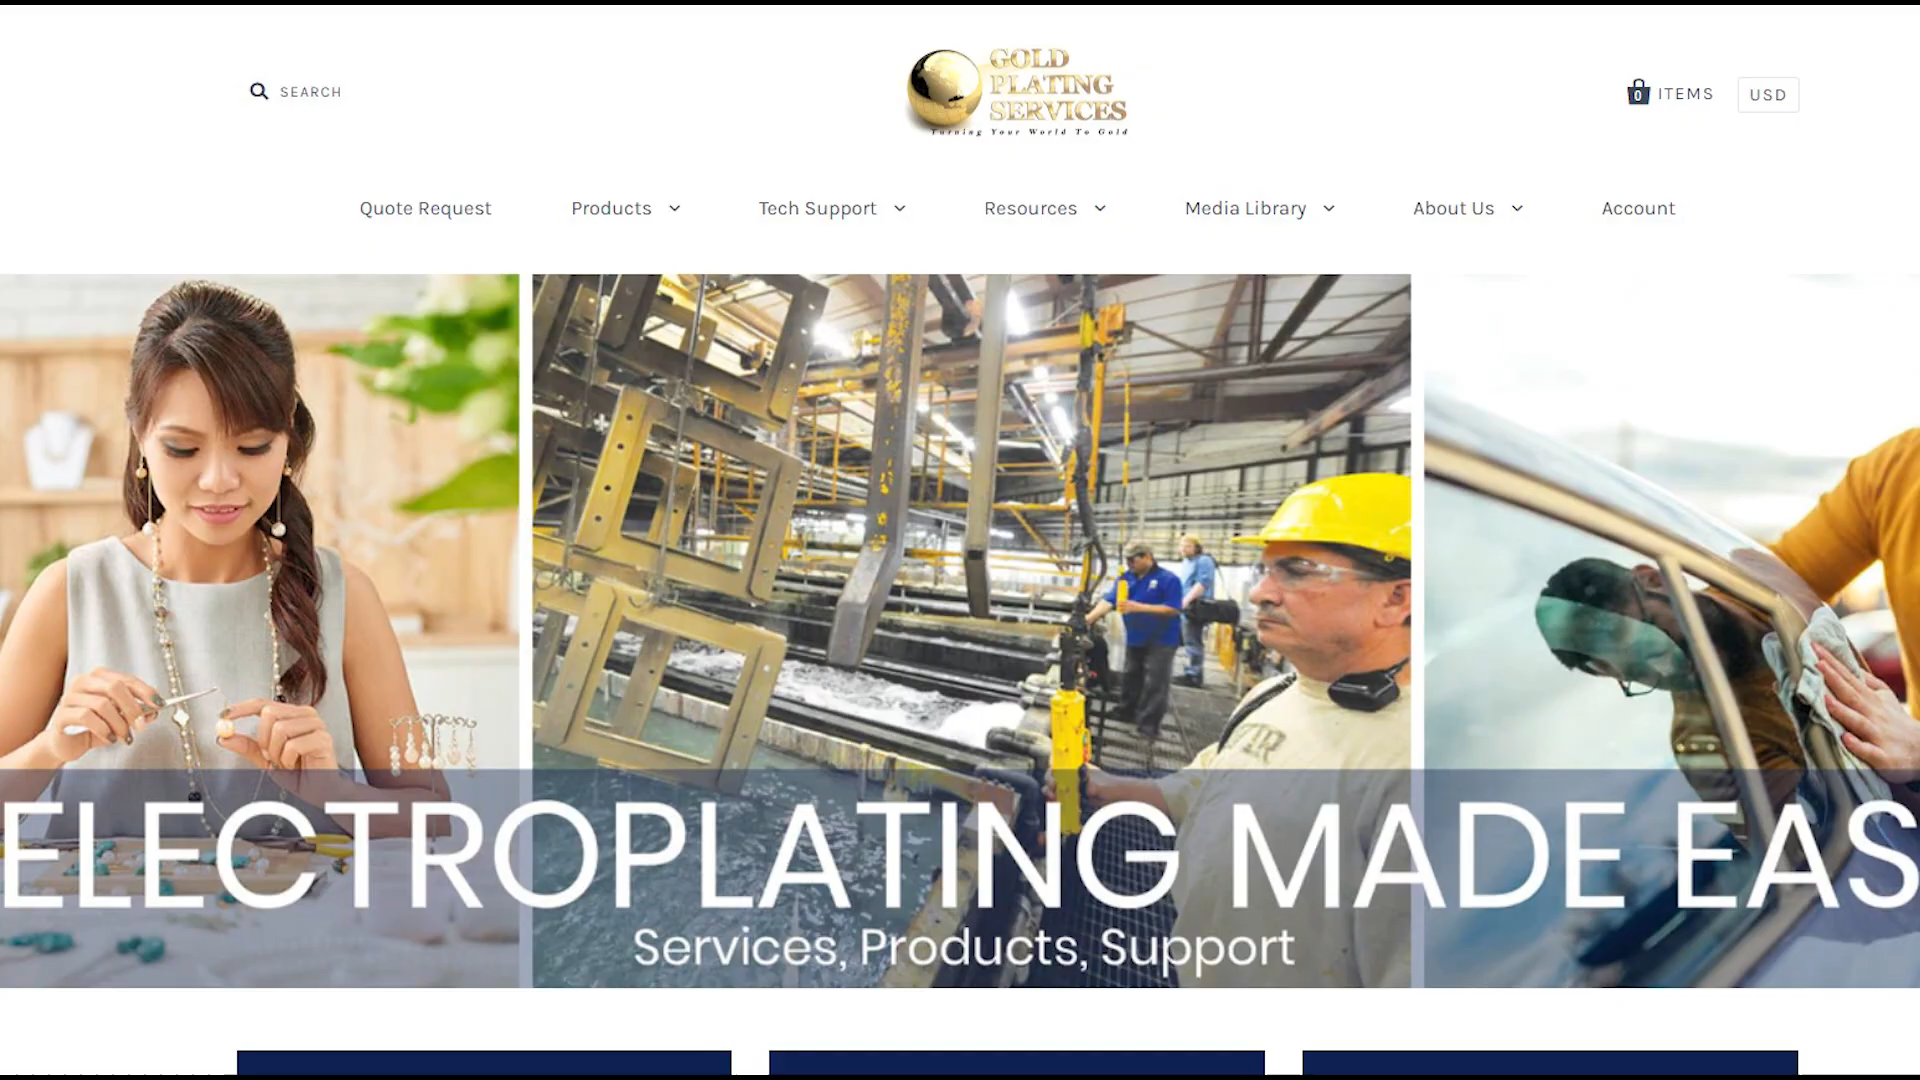 SEARCH
GOLD
PLATING
SERVICES
Turning Your World To Gold
0 ITEMS
USD
Quote Request
Products
Tech Support
Resources
Media Library
About Us
Account
ELECTROPLATING MADE EAS
Services, Products, Support